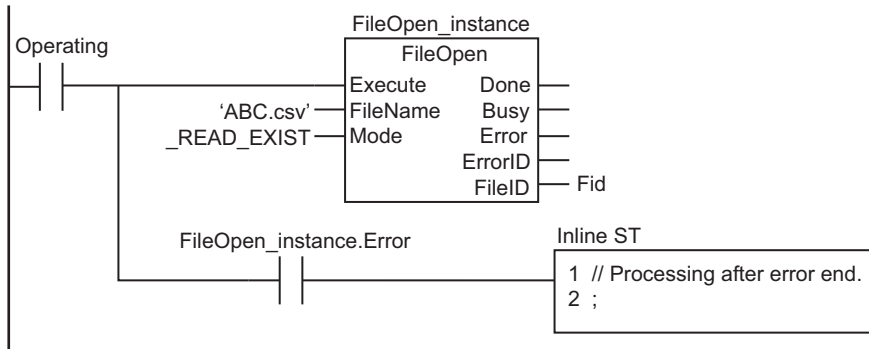 FileOpen_instance
Operating
FileOpen
Execute Done
‘ABC.csv’ FileName Busy
_READ_EXIST Mode Error
ErrorID
FileID Fid
FileOpen_instance.Error
Inline ST
1 // Processing after error end.
2 ;